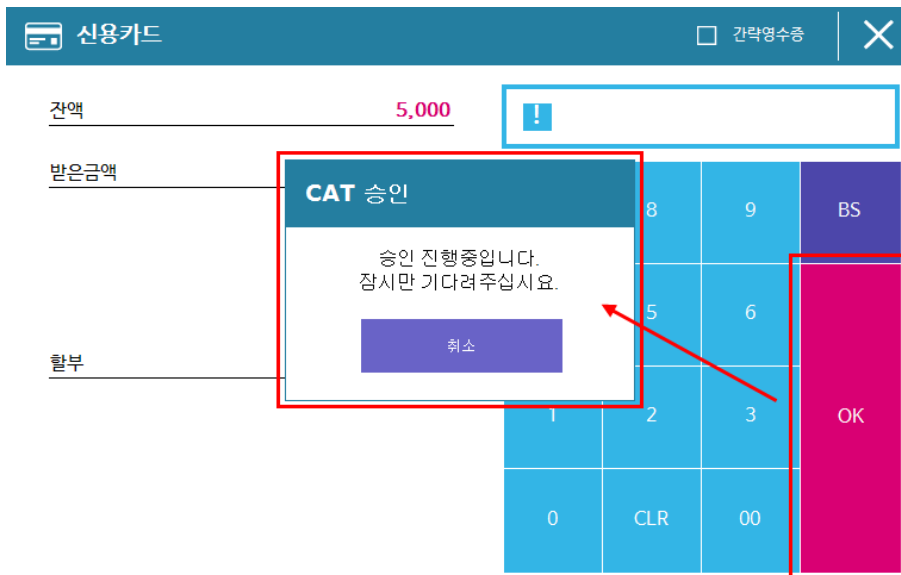 신용카드
간략영수증
잔액 5,000
!
받은금액
CAT 승인
승인 진행중입니다.
잠시만 기다려주십시요.
취소
할부
8 9 BS
5 6
1 2 3 OK
0 CLR 00